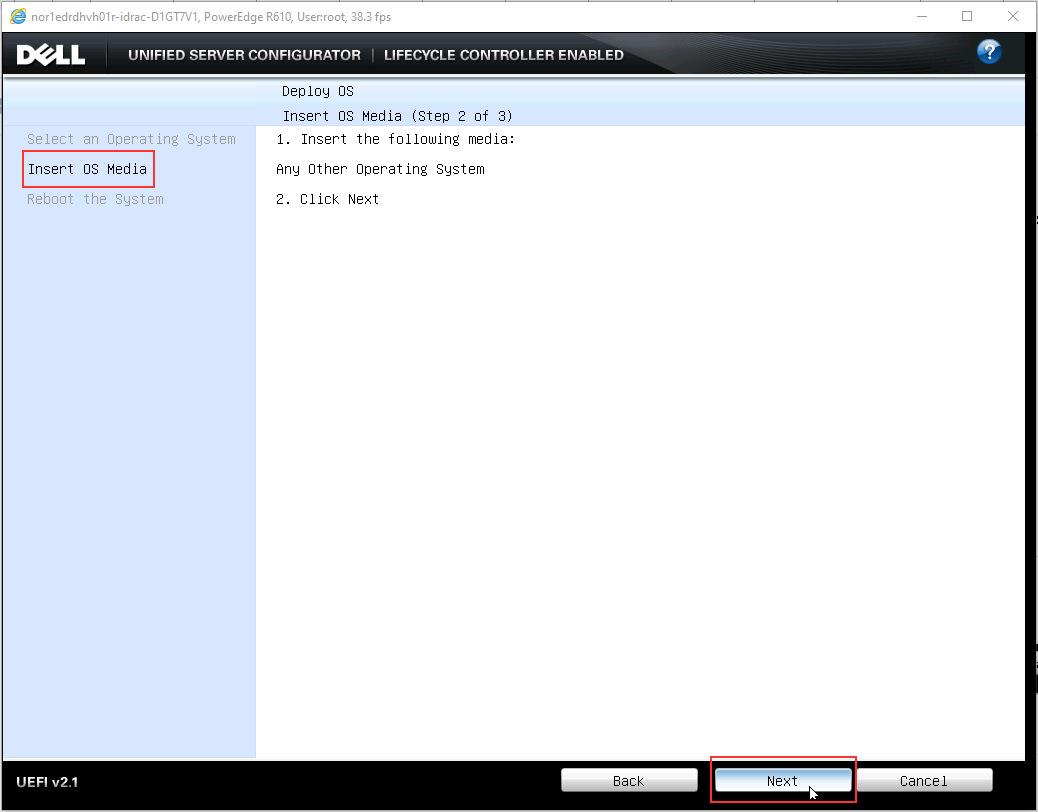 nor1edrdhvh01r-idrac-D1GT7V1, PowerEdge R610, User:root, 38.3 fps
DELL
UNIFIED SERVER CONFIGURATOR | LIFECYCLE CONTROLLER ENABLED
?
Deploy OS
Insert OS Media (Step 2 of 3)
Select an Operating System
Insert OS Media
Reboot the System
1. Insert the following media:
Any Other Operating System
2. Click Next
UEFI v2.1
Back
Next
Cancel